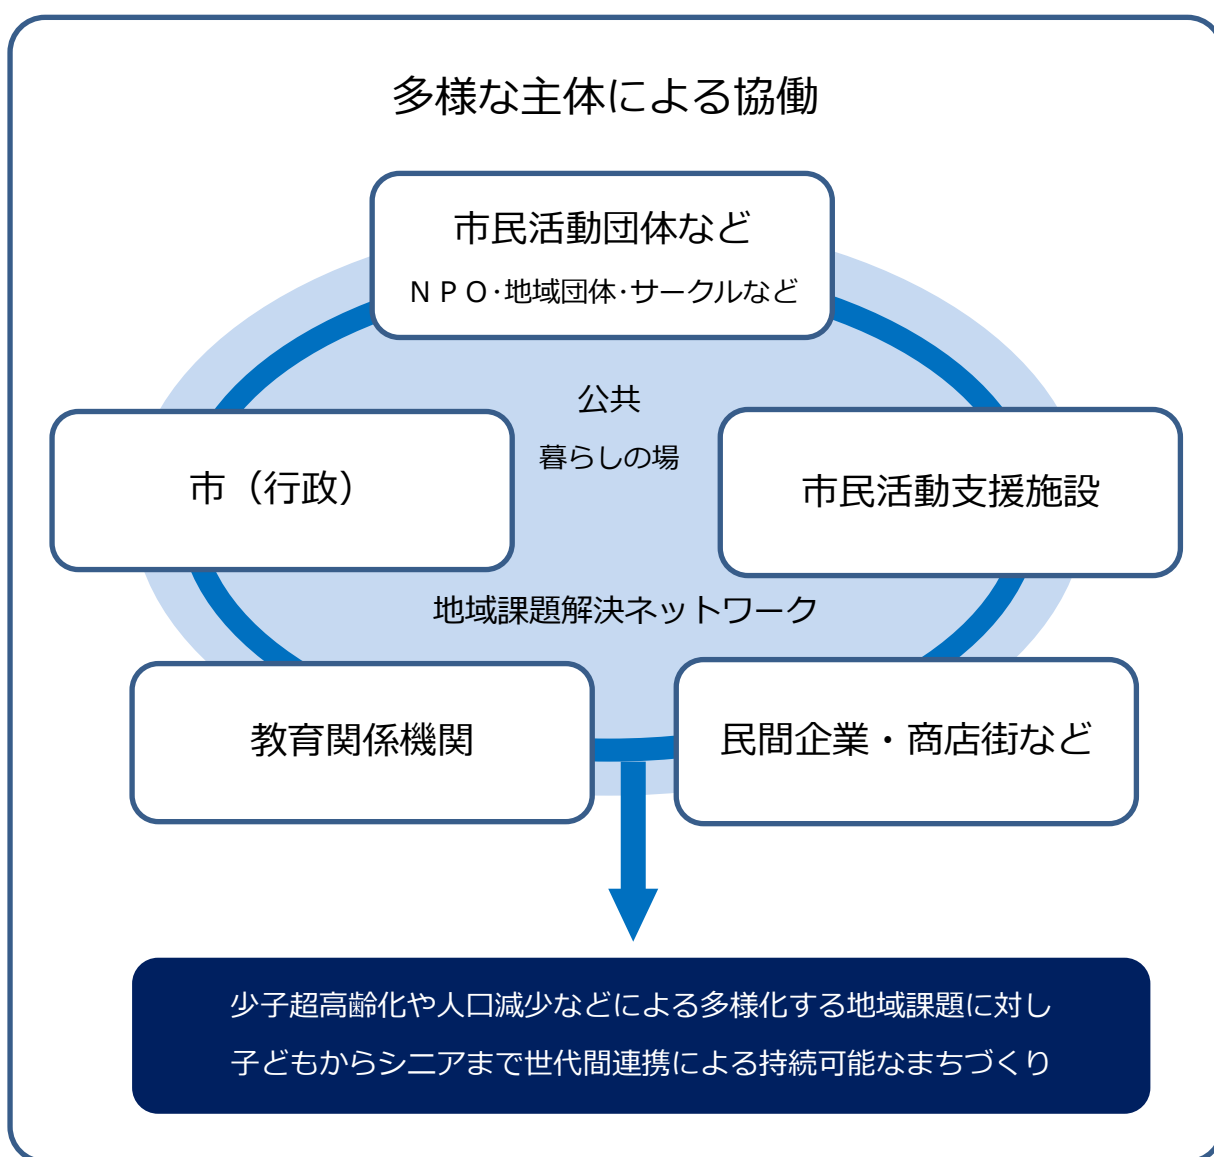 多様な主体による協働
市民活動団体など
ＮＰＯ･地域団体･サークルなど
公共
暮らしの場
市（行政）
市民活動支援施設
地域課題解決ネットワーク
教育関係機関
民間企業・商店街など
少子超高齢化や人口減少などによる多様化する地域課題に対し
子どもからシニアまで世代間連携による持続可能なまちづくり